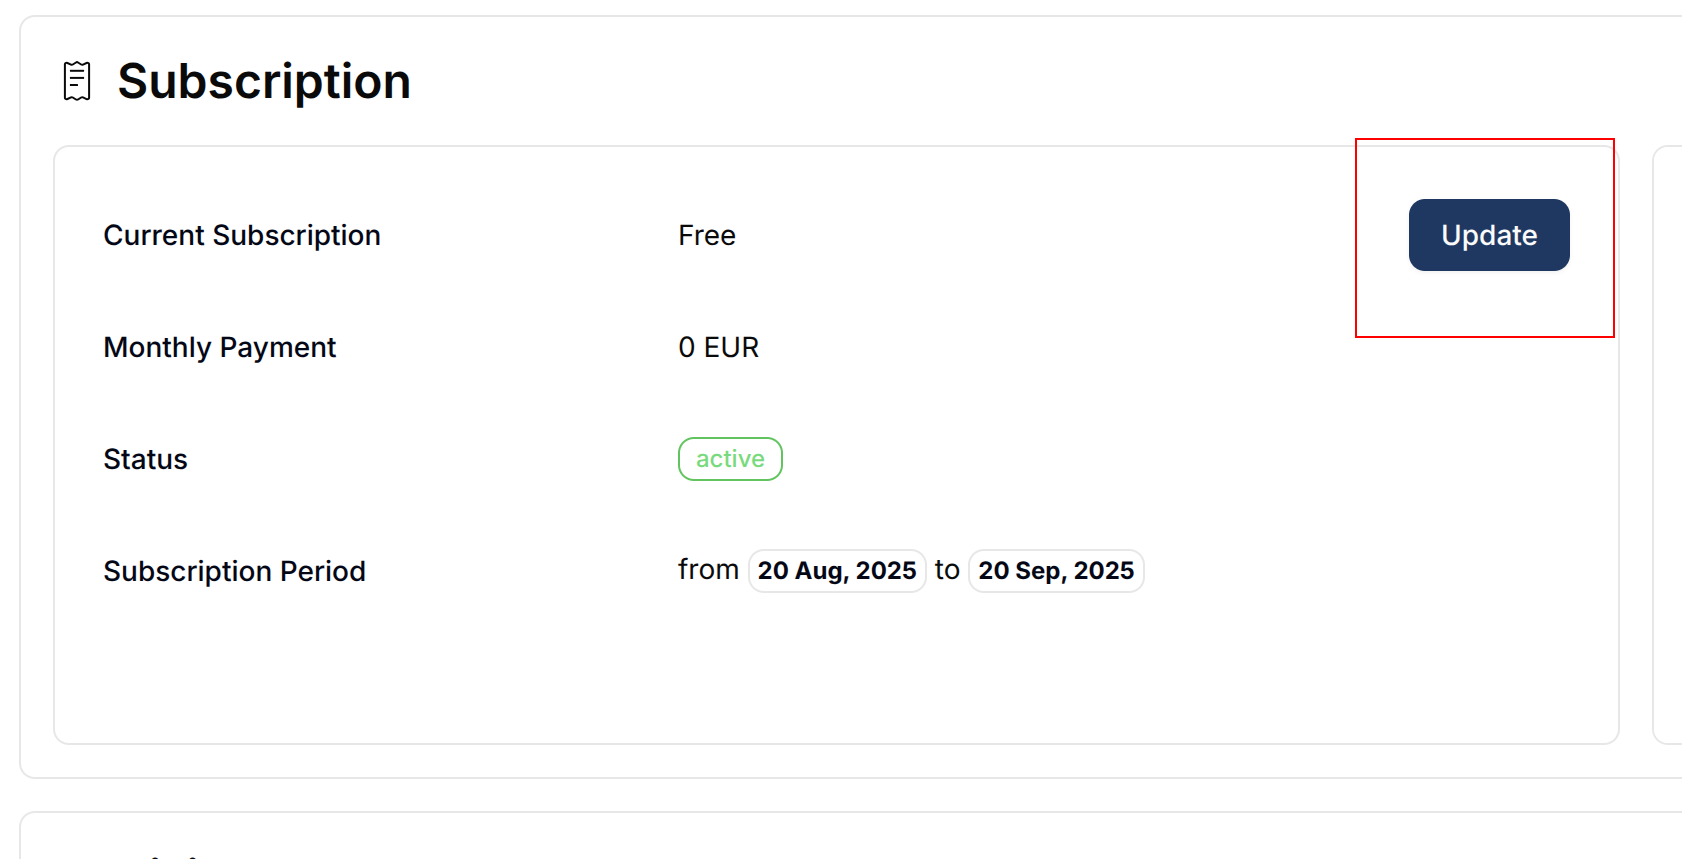 Subscription
Current Subscription Free Update
Monthly Payment 0 EUR
Status active
Subscription Period from 20 Aug, 2025 to 20 Sep, 2025